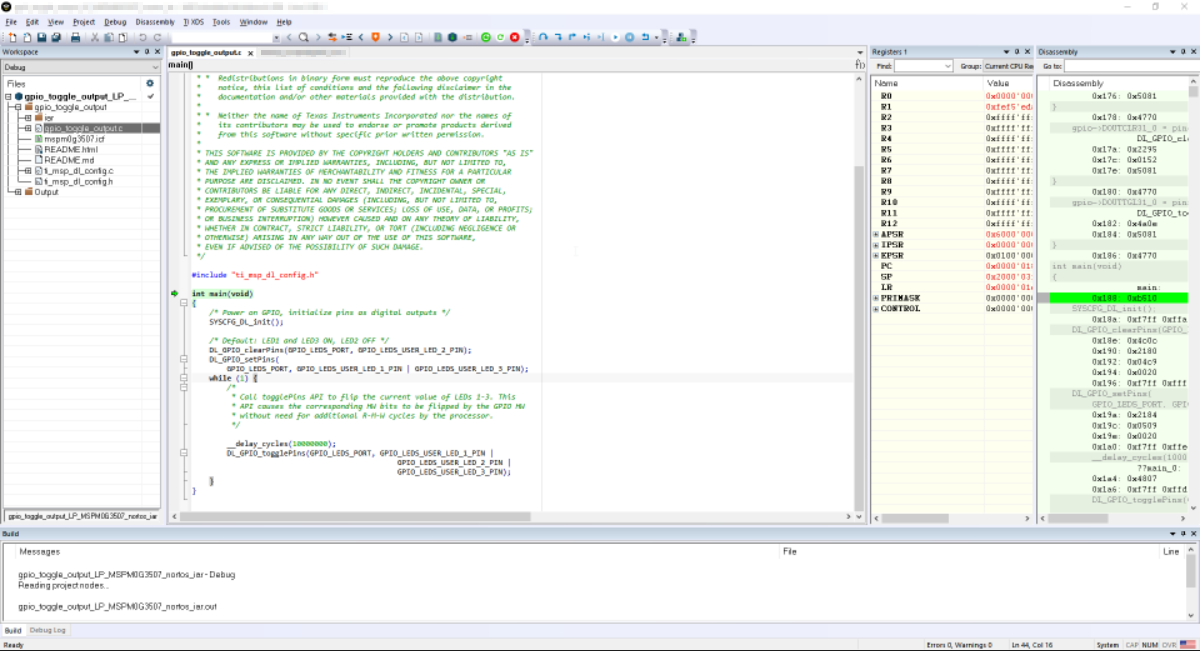 File Edit View Project Debug Disassembly TI XDS Tools Window Help
Workspace
Debug
Files
gpio_toggle_output_LP_...
gpio_toggle_output
iar
gpio_toggle_output.c
mspm0g3507.icf
README.html
README.md
ti_msp_dl_config.c
ti_msp_dl_config.h
Output
gpio_toggle_output_LP_MSPM0G3507_nortos_iar
gpio_toggle_output.c
main()
* * Redistributions in binary form must reproduce the above copyright
* notice, this list of conditions and the following disclaimer in the
* documentation and/or other materials provided with the distribution.
*
* * Neither the name of Texas Instruments Incorporated nor the names of
* its contributors may be used to endorse or promote products derived
* from this software without specific prior written permission.
*
* THIS SOFTWARE IS PROVIDED BY THE COPYRIGHT HOLDERS AND CONTRIBUTORS "AS IS"
* AND ANY EXPRESS OR IMPLIED WARRANTIES, INCLUDING, BUT NOT LIMITED TO,
* THE IMPLIED WARRANTIES OF MERCHANTABILITY AND FITNESS FOR A PARTICULAR
* PURPOSE ARE DISCLAIMED. IN NO EVENT SHALL THE COPYRIGHT OWNER OR
* CONTRIBUTORS BE LIABLE FOR ANY DIRECT, INDIRECT, INCIDENTAL, SPECIAL,
* EXEMPLARY, OR CONSEQUENTIAL DAMAGES (INCLUDING, BUT NOT LIMITED TO,
* PROCUREMENT OF SUBSTITUTE GOODS OR SERVICES; LOSS OF USE, DATA, OR PROFITS;
* OR BUSINESS INTERRUPTION) HOWEVER CAUSED AND ON ANY THEORY OF LIABILITY,
* WHETHER IN CONTRACT, STRICT LIABILITY, OR TORT (INCLUDING NEGLIGENCE OR
* OTHERWISE) ARISING IN ANY WAY OUT OF THE USE OF THIS SOFTWARE,
* EVEN IF ADVISED OF THE POSSIBILITY OF SUCH DAMAGE.
*/
#include "ti_msp_dl_config.h"
int main(void)
{
/* Power on GPIO, initialize pins as digital outputs */
SYSCFG_DL_init();
/* Default: LED1 and LED3 ON, LED2 OFF */
DL_GPIO_clearPins(GPIO_LEDS_PORT, GPIO_LEDS_USER_LED_2_PIN);
DL_GPIO_setPins(
GPIO_LEDS_PORT, GPIO_LEDS_USER_LED_1_PIN | GPIO_LEDS_USER_LED_3_PIN);
while (1) {
/*
* Call togglePins API to flip the current value of LEDs 1-3. This
* API causes the corresponding HW bits to be flipped by the GPIO HW
* without need for additional R-M-W cycles by the processor.
*/
__delay_cycles(10000000);
DL_GPIO_togglePins(GPIO_LEDS_PORT, GPIO_LEDS_USER_LED_1_PIN |
GPIO_LEDS_USER_LED_2_PIN |
GPIO_LEDS_USER_LED_3_PIN);
}
}
Registers 1
Find: Group: Current CPU Re
Name Value
R0 0x0000'00
R1 0xfef5'ed
R2 0xffff'ff
R3 0xffff'ff
R4 0xffff'ff
R5 0xffff'ff
R6 0xffff'ff
R7 0xffff'ff
R8 0xffff'ff
R9 0xffff'ff
R10 0xffff'ff
R11 0xffff'ff
R12 0xffff'ff
APSR 0x6000'00
IPSR 0x0000'00
EPSR 0x0100'00
PC 0x0000'01
SP 0x2000'03
LR 0x0000'01
PRIMASK 0x0000'00
CONTROL 0x0000'00
Disassembly
Go to:
Disassembly
0x176: 0x5081
}
0x178: 0x4770
gpio->DOUTCLR31_0 = pin
DL_GPIO_cl
0x17a: 0x2295
0x17c: 0x0152
0x17e: 0x5081
}
0x180: 0x4770
gpio->DOUTTGL31_0 = pin
DL_GPIO_to
0x182: 0x4a0e
0x184: 0x5081
}
0x186: 0x4770
int main(void)
{
main:
0x188: 0xb510
SYSCFG_DL_init();
0x18a: 0xf7ff 0xffa
DL_GPIO_clearPins(GPIO_
0x18e: 0x4c0c
0x190: 0x2180
0x192: 0x04c9
0x194: 0x0020
0x196: 0xf7ff 0xfff
DL_GPIO_setPins(
GPIO_LEDS_PORT, GPI
0x19a: 0x2184
0x19c: 0x0509
0x19e: 0x0020
0x1a0: 0xf7ff 0xffe
__delay_cycles(1000
??main_0:
0x1a4: 0x4807
0x1a6: 0xf7ff 0xffd
DL_GPIO_togglePins(
Build
Messages File Line
gpio_toggle_output_LP_MSPM0G3507_nortos_iar - Debug
Reading project nodes...
gpio_toggle_output_LP_MSPM0G3507_nortos_iar.out
Build Debug Log
Ready Errors 0, Warnings 0 Ln 44, Col 16 System CAP NUM OVR